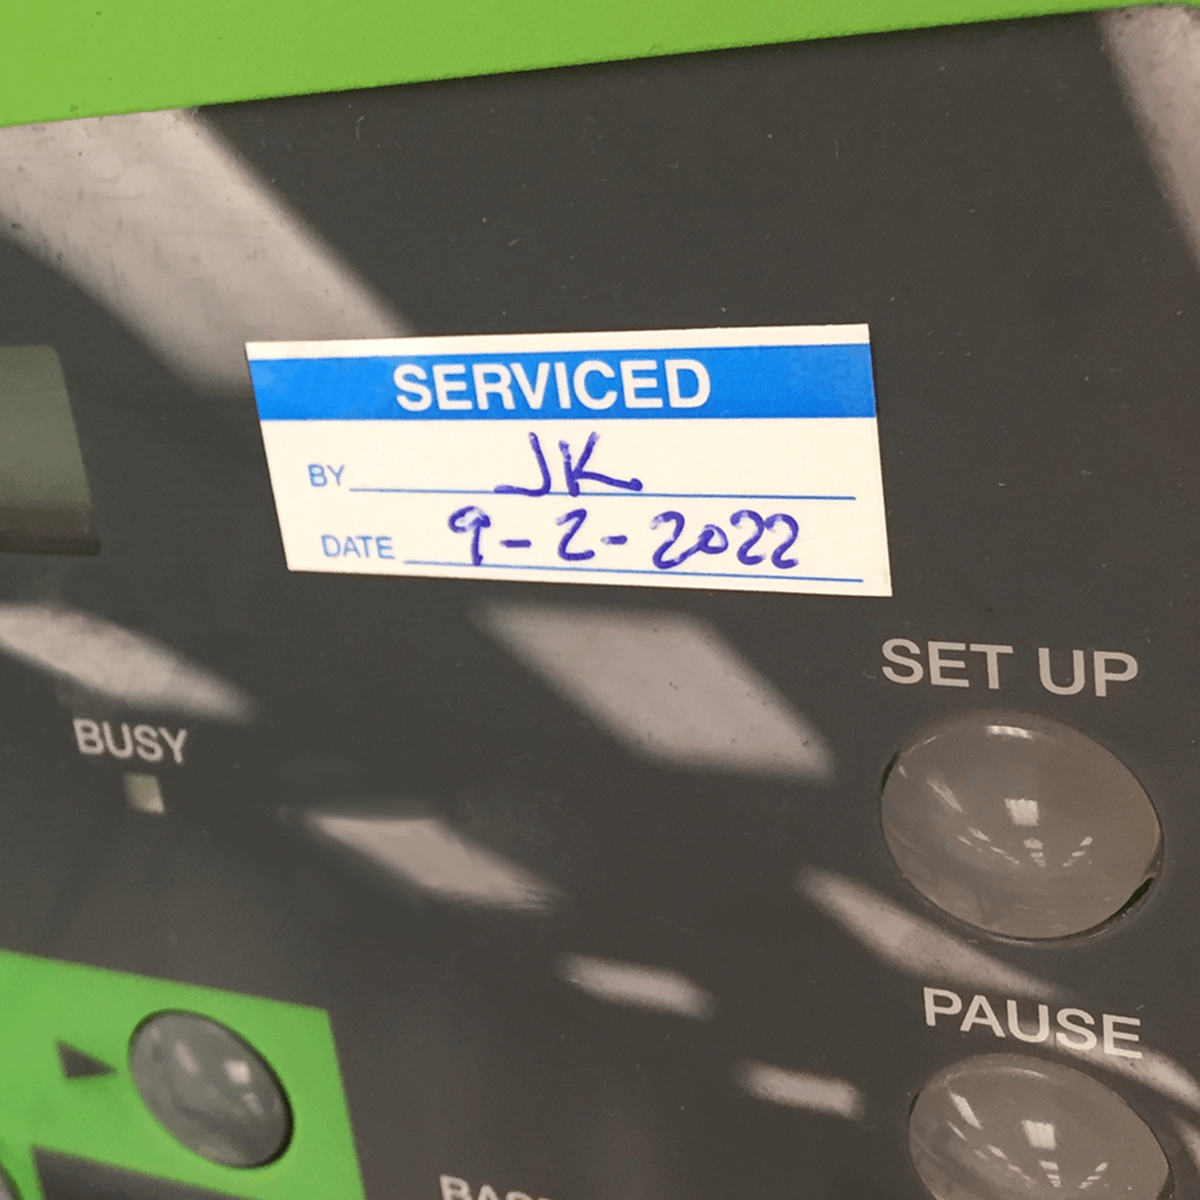 SERVICED
BY JK
DATE 9-2-2022
SET UP
BUSY
PAUSE